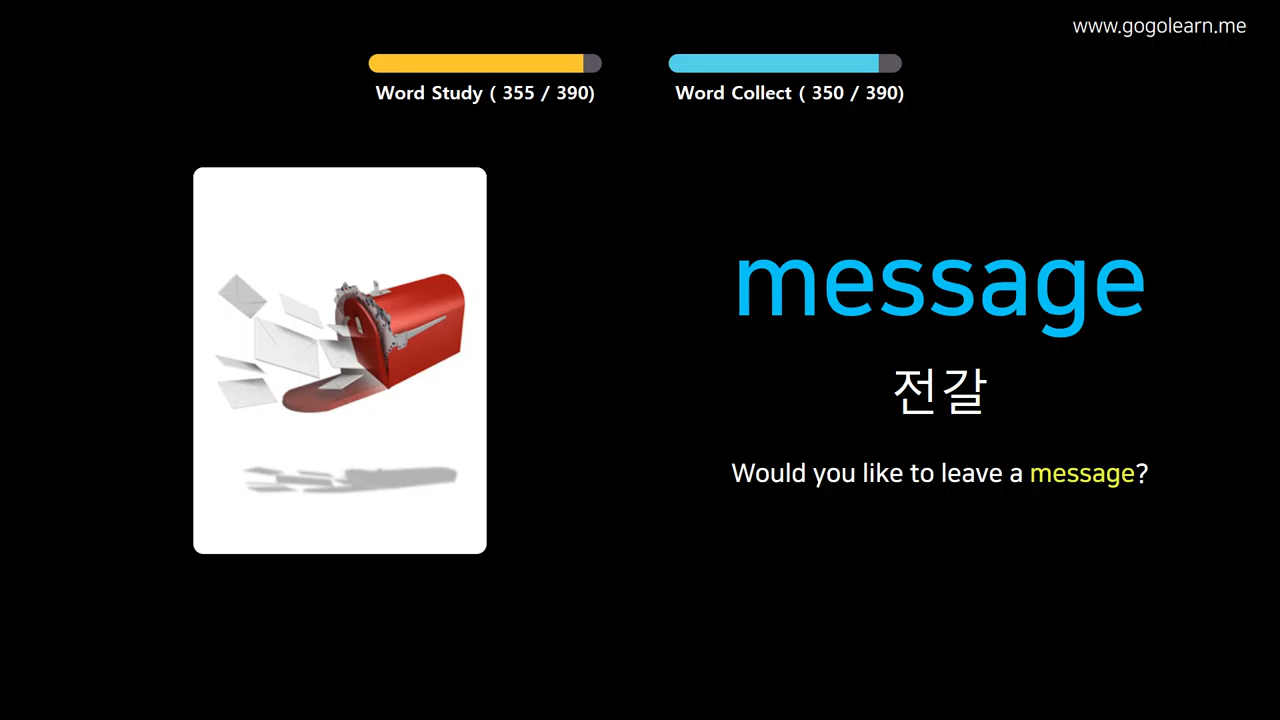 www.gogolearn.me
Word Study ( 355 / 390)
Word Collect ( 350 / 390)
message
전갈
Would you like to leave a message?